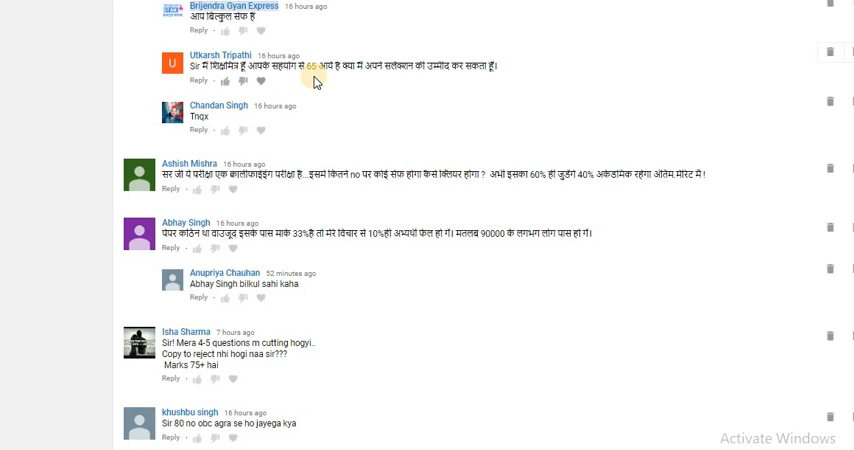 Brijendra Gyan Express 16 hours ago
आप बिल्कुल सेफ हैं
Reply
U
Utkarsh Tripathi 16 hours ago
Sir मैं शिक्षमित्र हूँ आपके सहयोग से 65 आये है क्या मैं अपने सलेक्शन की उम्मीद कर सकता हूँ।
Reply
Chandan Singh 16 hours ago
Tnqx
Reply
Ashish Mishra 16 hours ago
सर जी ये परीक्षा एक क्वालीफाईइंग परीक्षा है...इसमें कितने no पर कोई सेफ होगा कैसे क्लियर होगा ? अभी इसका 60% ही जुडेंगे 40% अकेडमिक रहेगा अंतिम.मेरिट में !
Reply
Abhay Singh 16 hours ago
पेपर कठिन था वाउजूद इसके पास मार्क 33%है तो मेरे विचार से 10%ही अभ्यर्थी फेल हो गें। मतलब 90000 के लगभग लोग पास हो गें।
Reply
Anupriya Chauhan 52 minutes ago
Abhay Singh bilkul sahi kaha
Reply
Isha Sharma 7 hours ago
Sir! Mera 4-5 questions m cutting hogyi..
Copy to reject nhi hogi naa sir???
Marks 75+ hai
Reply
khushbu singh 16 hours ago
Sir 80 no obc agra se ho jayega kya
Reply
Activate Windows